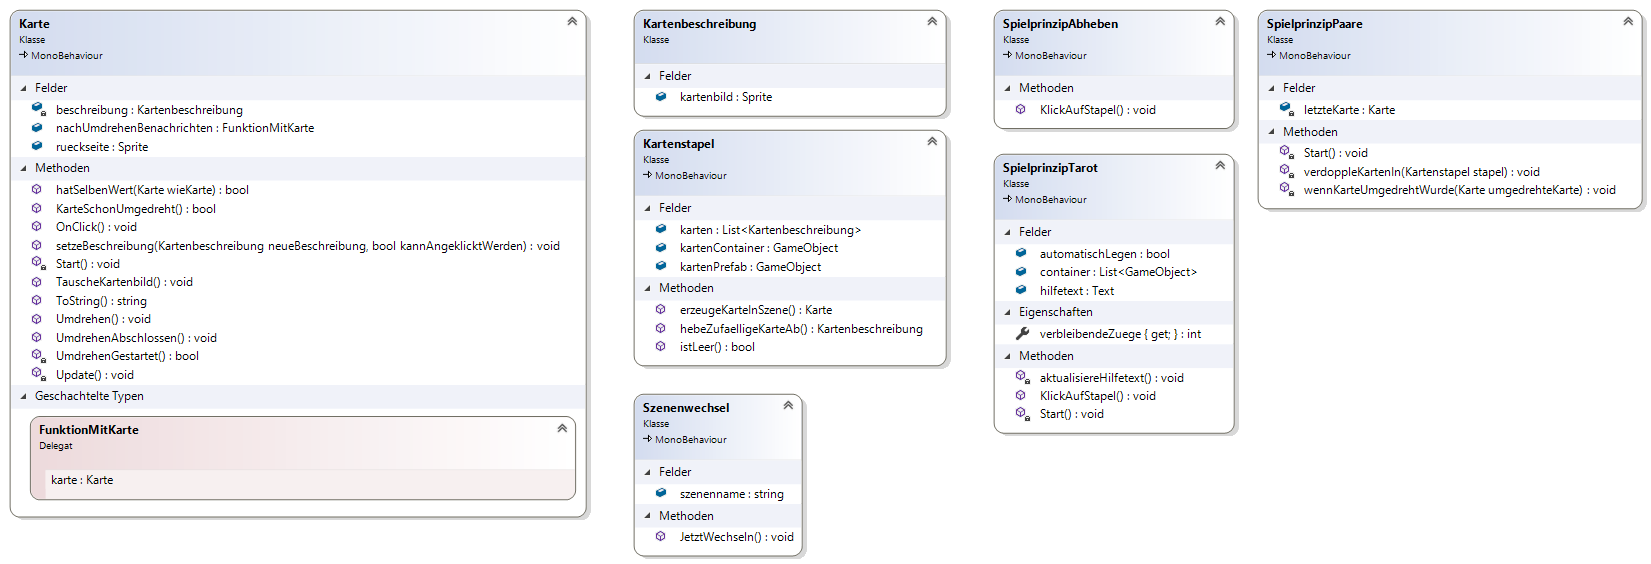 Karte
Klasse
MonoBehaviour
Felder
beschreibung : Kartenbeschreibung
nachUmdrehenBenachrichten : FunktionMitKarte
rueckseite : Sprite
Methoden
hatSelbenWert(Karte wieKarte) : bool
KarteSchonUmgedreht() : bool
OnClick() : void
setzeBeschreibung(Kartenbeschreibung neueBeschreibung, bool kannAngeklicktWerden) : void
Start() : void
TauscheKartenbild() : void
ToString() : string
Umdrehen() : void
UmdrehenAbschlossen() : void
UmdrehenGestartet() : bool
Update() : void
Geschachtelte Typen
FunktionMitKarte
Delegat
karte : Karte
Kartenbeschreibung
Klasse
Felder
kartenbild : Sprite
Kartenstapel
Klasse
MonoBehaviour
Felder
karten : List<Kartenbeschreibung>
kartenContainer : GameObject
kartenPrefab : GameObject
Methoden
erzeugeKarteInSzene() : Karte
hebeZufaelligeKarteAb() : Kartenbeschreibung
istLeer() : bool
Szenenwechsel
Klasse
MonoBehaviour
Felder
szenenname : string
Methoden
JetztWechseln() : void
SpielprinzipAbheben
Klasse
MonoBehaviour
Methoden
KlickAufStapel() : void
SpielprinzipTarot
Klasse
MonoBehaviour
Felder
automatischLegen : bool
container : List<GameObject>
hilfetext : Text
Eigenschaften
verbleibendeZuege { get; } : int
Methoden
aktualisiereHilfetext() : void
KlickAufStapel() : void
Start() : void
SpielprinzipPaare
Klasse
MonoBehaviour
Felder
letzteKarte : Karte
Methoden
Start() : void
verdoppleKartenIn(Kartenstapel stapel) : void
wennKarteUmgedrehtWurde(Karte umgedrehteKarte) : void